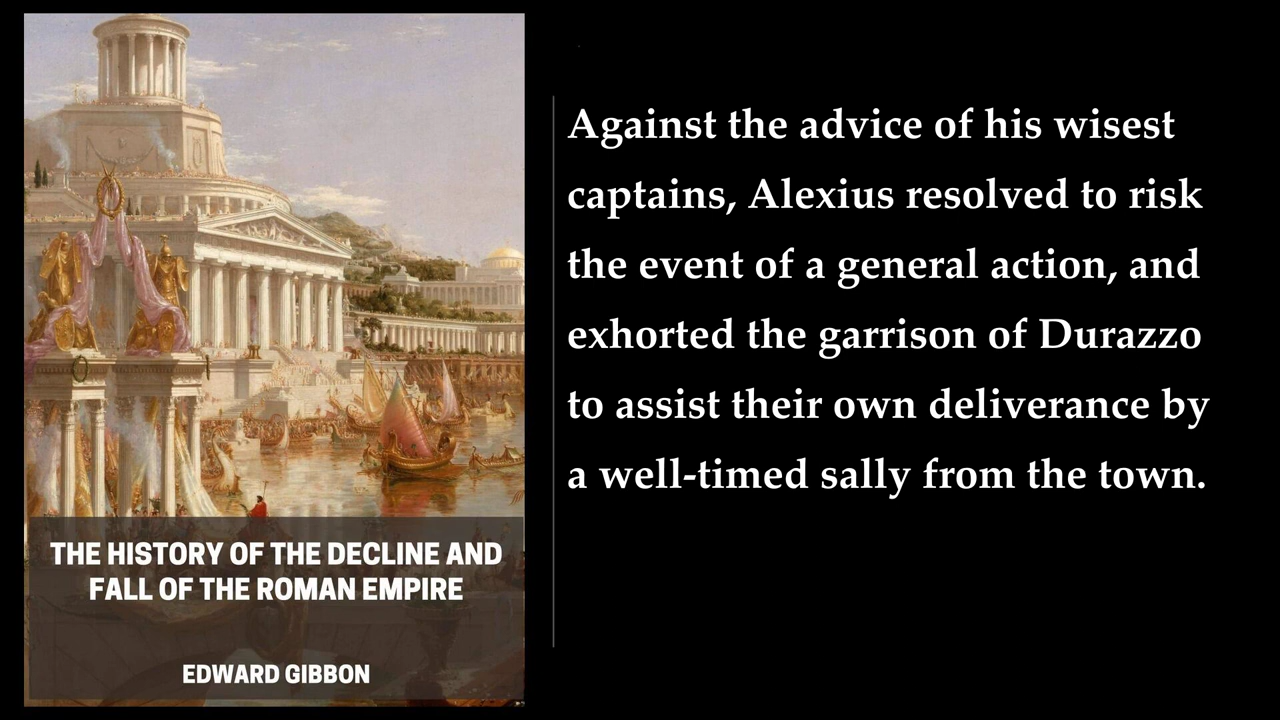 Against the advice of his wisest
captains, Alexius resolved to risk
the event of a general action, and
exhorted the garrison of Durazzo
to assist their own deliverance by
a well-timed sally from the town.
THE HISTORY OF THE DECLINE AND
FALL OF THE ROMAN EMPIRE
EDWARD GIBBON